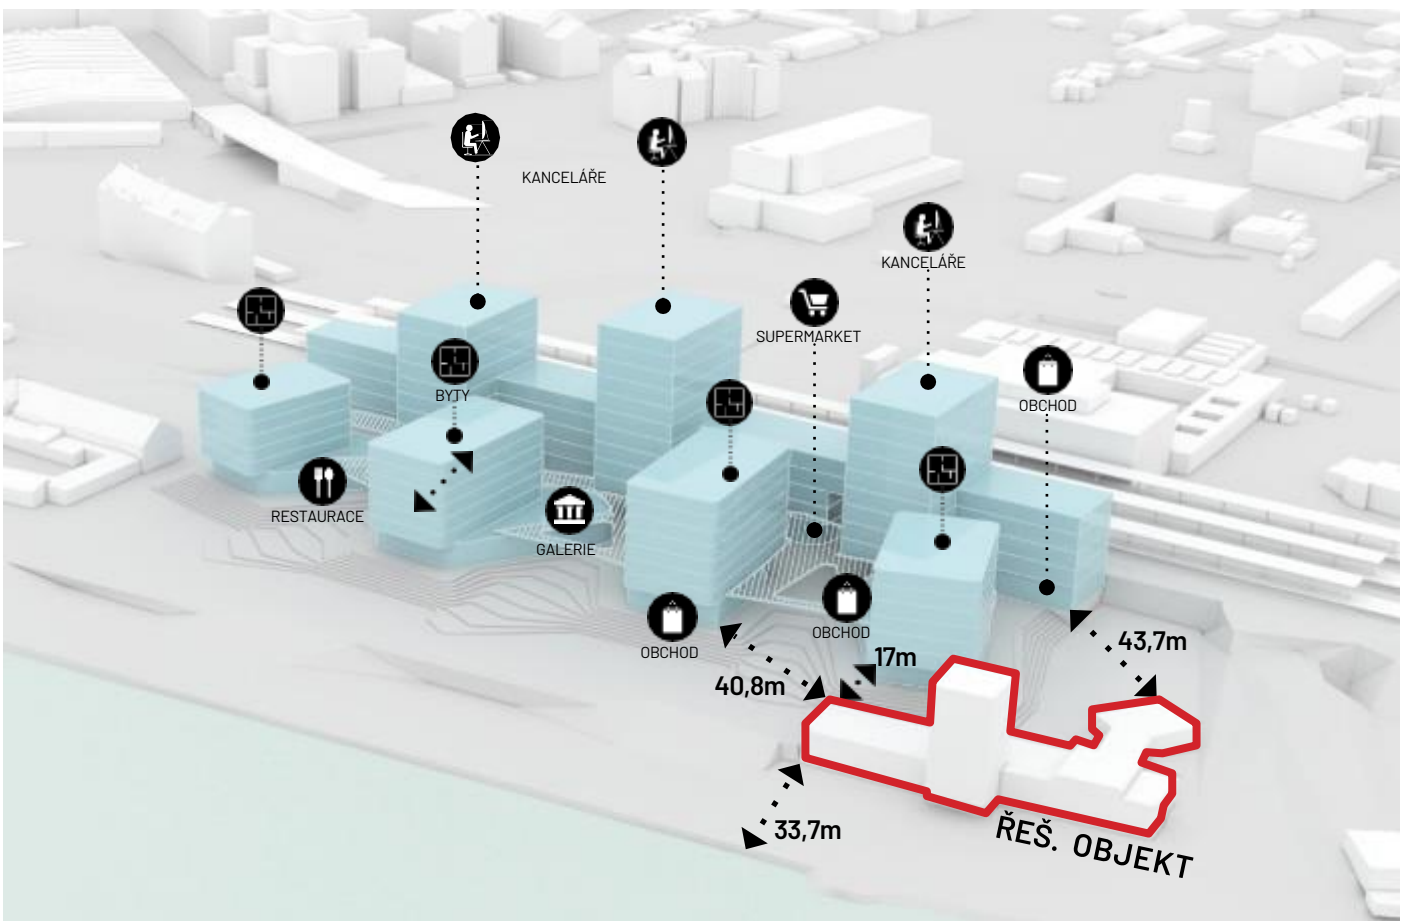 KANCELÁŘE
KANCELÁŘE
SUPERMARKET
OBCHOD
BYTY
RESTAURACE
GALERIE
OBCHOD
OBCHOD
43,7m
17m
40,8m
33,7m
ŘEŠ. OBJEKT